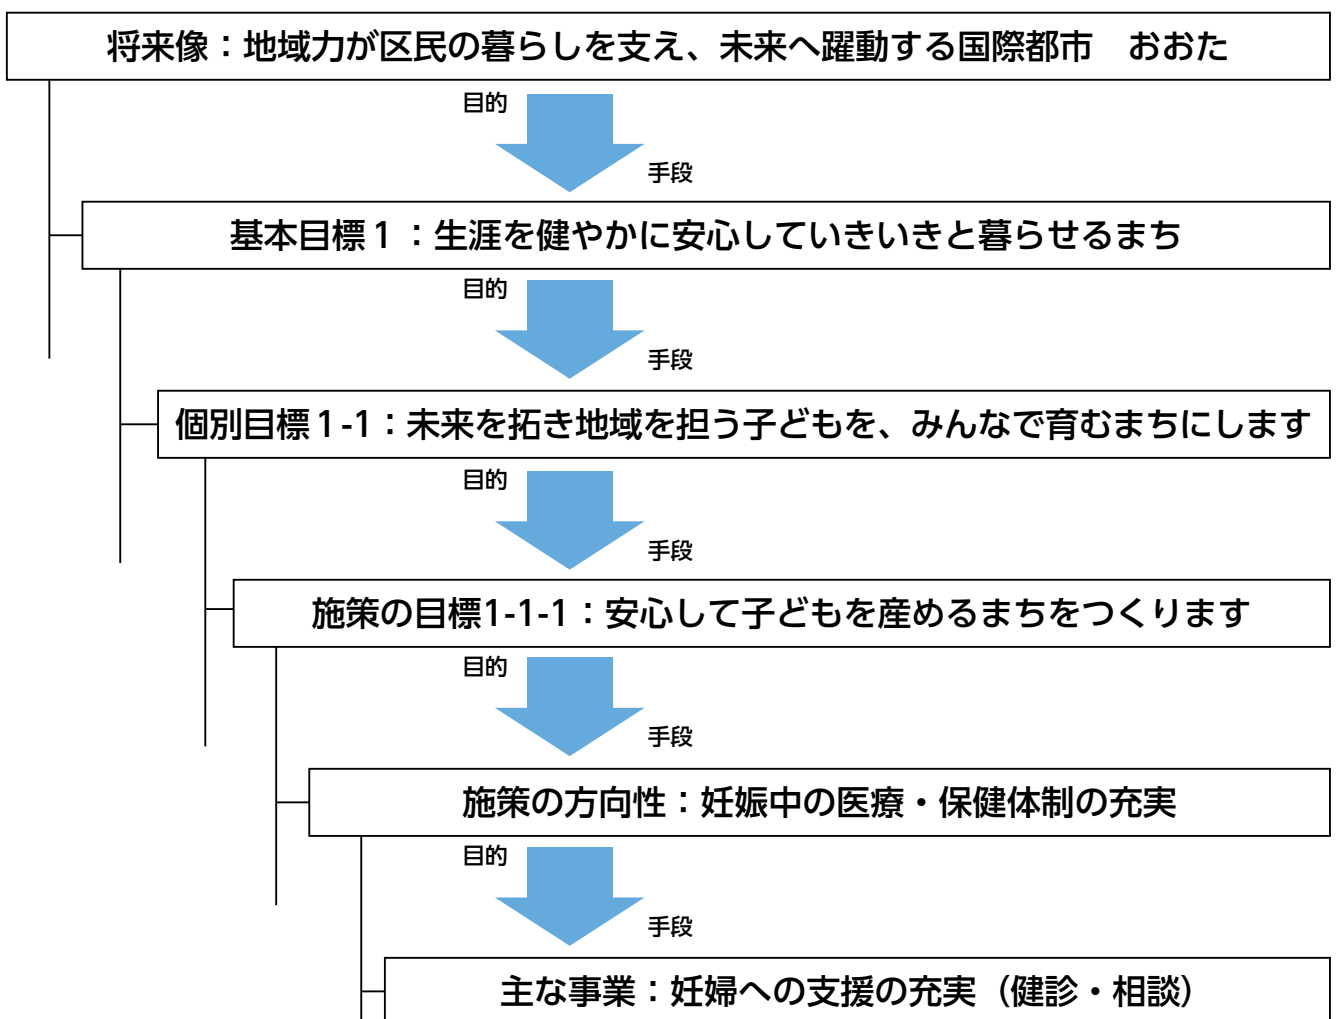 将来像：地域力が区民の暮らしを支え、未来へ躍動する国際都市　おおた
目的
手段
基本目標１：生涯を健やかに安心していきいきと暮らせるまち
目的
手段
個別目標１-１：未来を拓き地域を担う子どもを、みんなで育むまちにします
目的
手段
施策の目標1-1-1：安心して子どもを産めるまちをつくります
目的
手段
施策の方向性：妊娠中の医療・保健体制の充実
目的
手段
主な事業：妊婦への支援の充実（健診・相談）